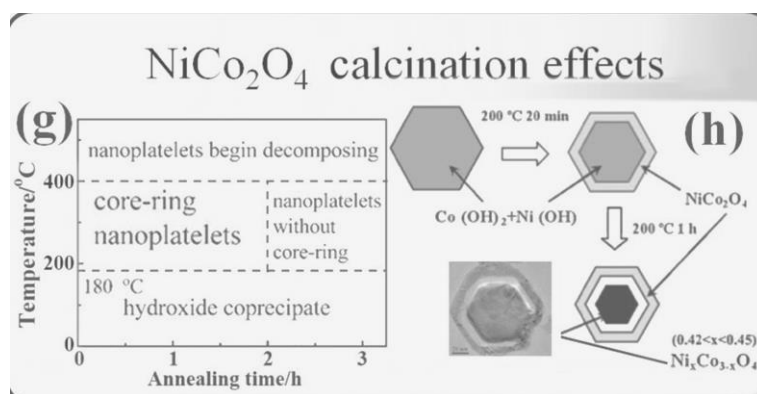 NiCo₂O₄ calcination effects
(g)
Temperature/°C
400
200
0
nanoplatelets begin decomposing
core-ring
nanoplatelets
nanoplatelets
without
core-ring
180 °C
hydroxide coprecipate
0
1
2
3
Annealing time/h
(h)
200 °C 20 min
Co (OH)₂+Ni (OH)
NiCo₂O₄
200 °C 1 h
(0.42<x<0.45)
NiₓCo₃₋ₓO₄